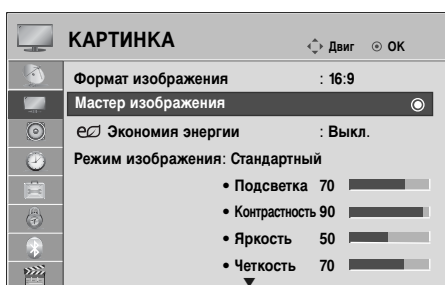 КАРТИНКА Двиг ОК
Формат изображения : 16:9
Мастер изображения
Экономия энергии : Выкл.
Режим изображения: Стандартный
• Подсветка 70
• Контрастность 90
• Яркость 50
• Четкость 70